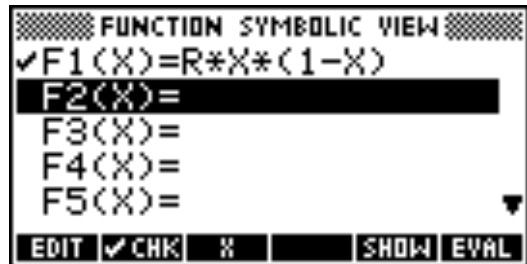 FUNCTION SYMBOLIC VIEW
✓F1(X)=R*X*(1-X)
F2(X)=
F3(X)=
F4(X)=
F5(X)=
EDIT ✓CHK X SHOW EVAL